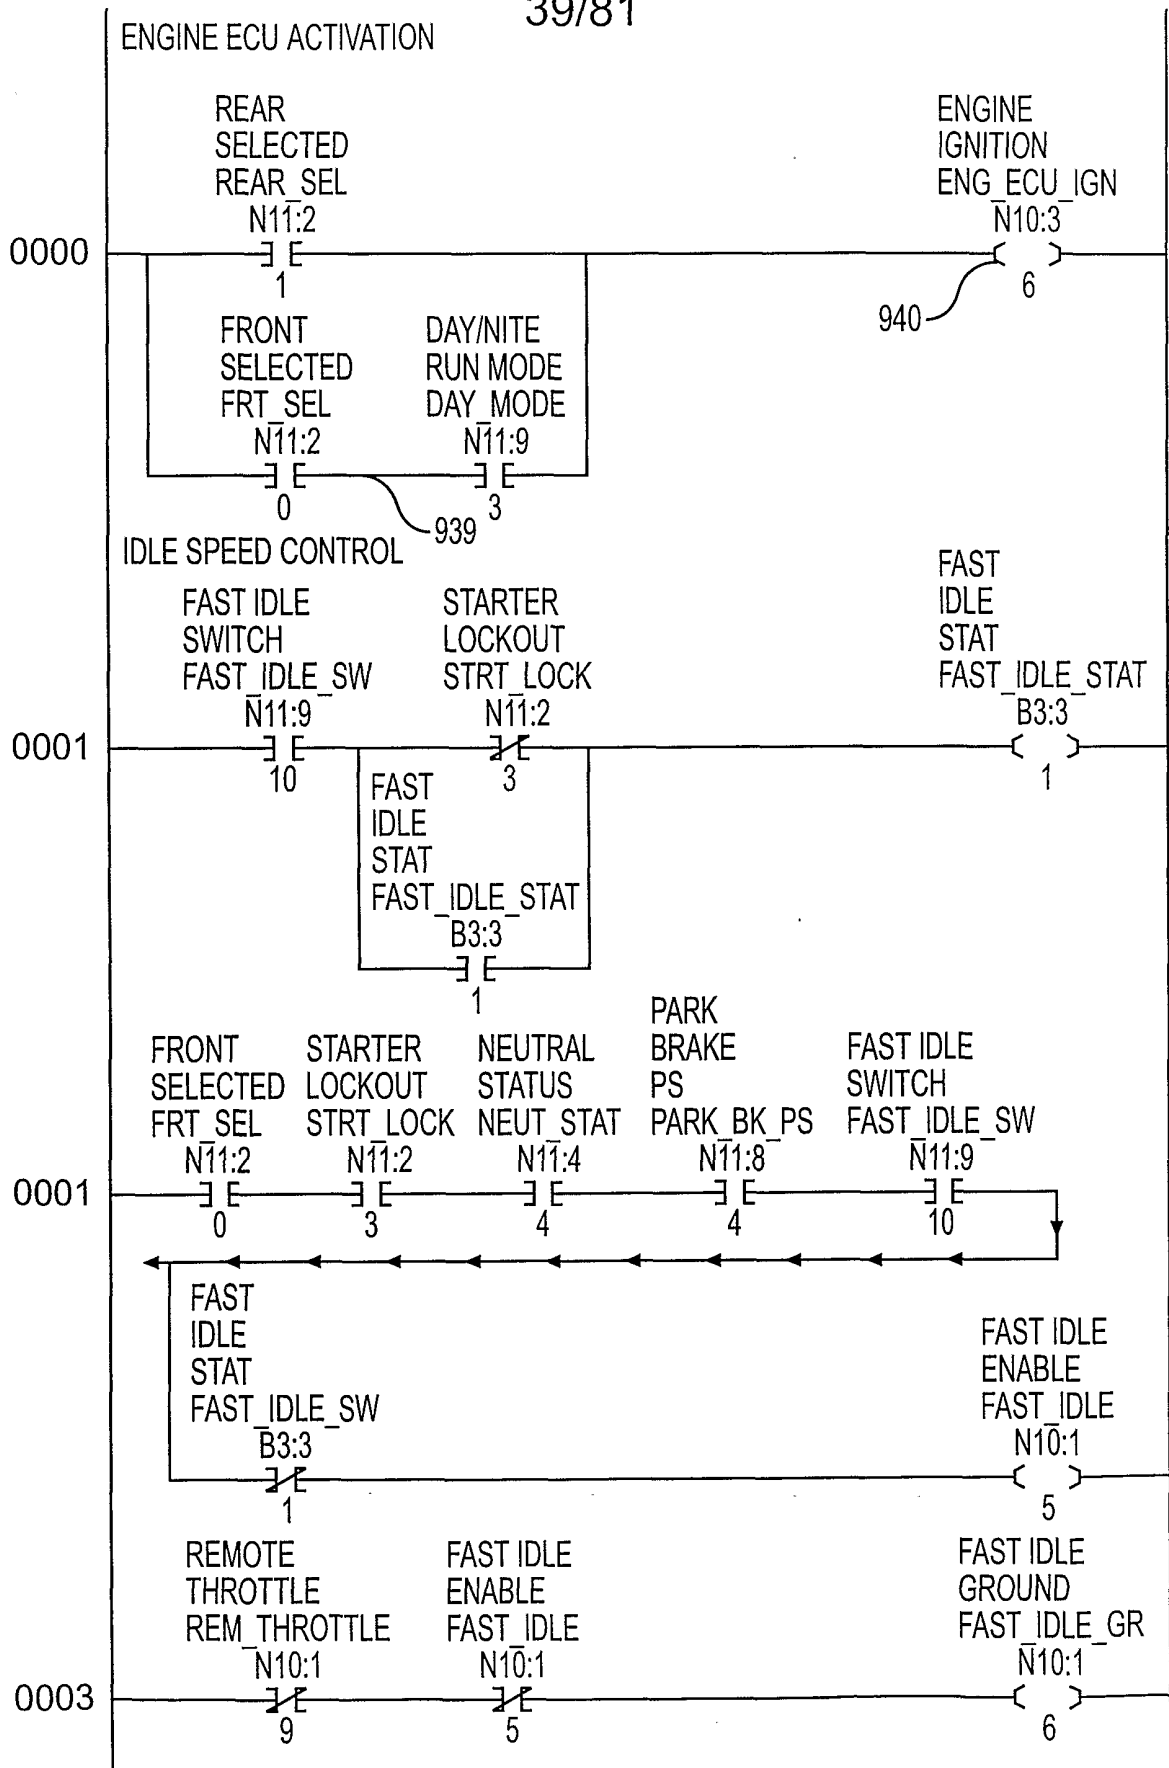 39/81
ENGINE ECU ACTIVATION
REAR
SELECTED
REAR_SEL
N11:2
1
ENGINE
IGNITION
ENG_ECU_IGN
N10:3
6
0000
940
FRONT
SELECTED
FRT_SEL
N11:2
0
DAY/NITE
RUN MODE
DAY_MODE
N11:9
3
939
IDLE SPEED CONTROL
FAST IDLE
SWITCH
FAST_IDLE_SW
N11:9
10
STARTER
LOCKOUT
STRT_LOCK
N11:2
3
FAST
IDLE
STAT
FAST_IDLE_STAT
B3:3
1
0001
FAST
IDLE
STAT
FAST_IDLE_STAT
B3:3
1
FRONT
SELECTED
FRT_SEL
N11:2
0
STARTER
LOCKOUT
STRT_LOCK
N11:2
3
NEUTRAL
STATUS
NEUT_STAT
N11:4
4
PARK
BRAKE
PS
PARK_BK_PS
N11:8
4
FAST IDLE
SWITCH
FAST_IDLE_SW
N11:9
10
0001
FAST
IDLE
STAT
FAST_IDLE_SW
B3:3
1
FAST IDLE
ENABLE
FAST_IDLE
N10:1
5
REMOTE
THROTTLE
REM_THROTTLE
N10:1
9
FAST IDLE
ENABLE
FAST_IDLE
N10:1
5
FAST IDLE
GROUND
FAST_IDLE_GR
N10:1
6
0003